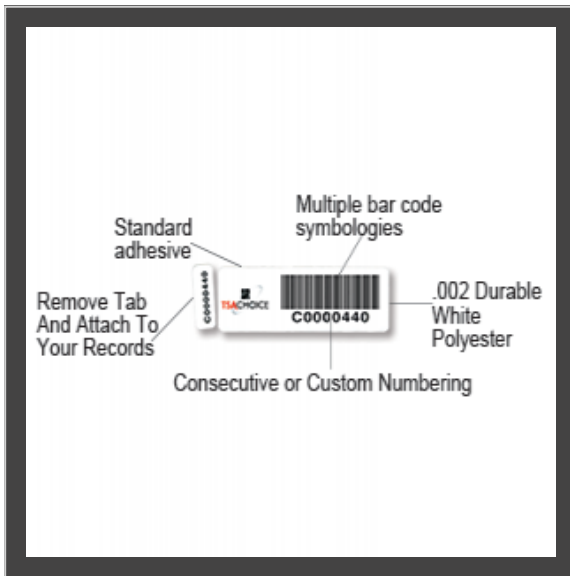 Multiple bar code
symbologies
Standard
adhesive
C0000440
TSACHOICE
C0000440
.002 Durable
White
Polyester
Remove Tab
And Attach To
Your Records
Consecutive or Custom Numbering